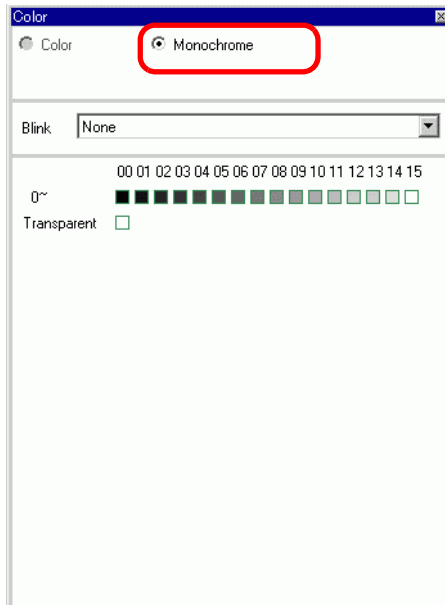 Color
Color Monochrome
Blink None
00 01 02 03 04 05 06 07 08 09 10 11 12 13 14 15
0~
Transparent